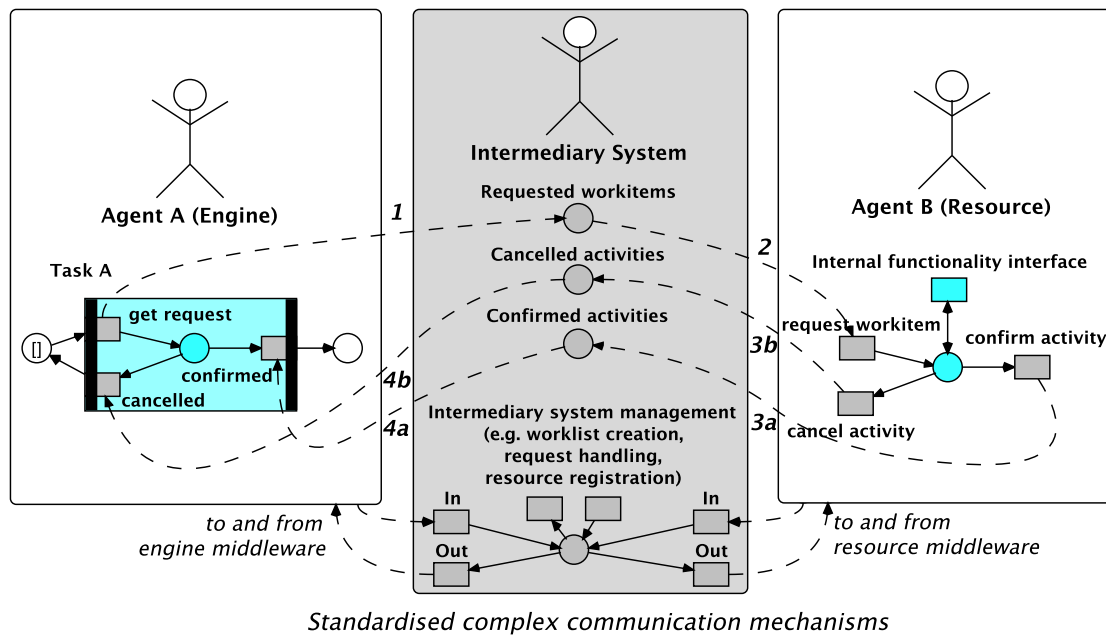 Intermediary System
Agent A (Engine)
Agent B (Resource)
Requested workitems
1
2
Cancelled activities
Task A
Internal functionality interface
get request
Confirmed activities
request workitem
confirm activity
[]
3b
confirmed
4b
cancelled
Intermediary system management
(e.g. worklist creation,
request handling,
resource registration)
4a
3a
cancel activity
In
In
to and from
engine middleware
to and from
resource middleware
Out
Out
Standardised complex communication mechanisms